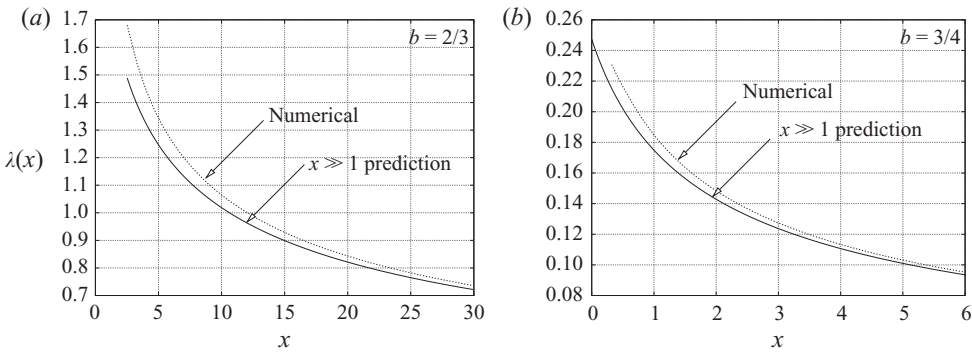 (a)
1.7
1.6
1.5
1.4
1.3
1.2
1.1
1.0
0.9
0.8
0.7
λ(x)
b = 2/3
Numerical
x ≫ 1 prediction
0 5 10 15 20 25 30
x
(b)
0.26
0.24
0.22
0.20
0.18
0.16
0.14
0.12
0.10
0.08
b = 3/4
Numerical
x ≫ 1 prediction
0 1 2 3 4 5 6
x